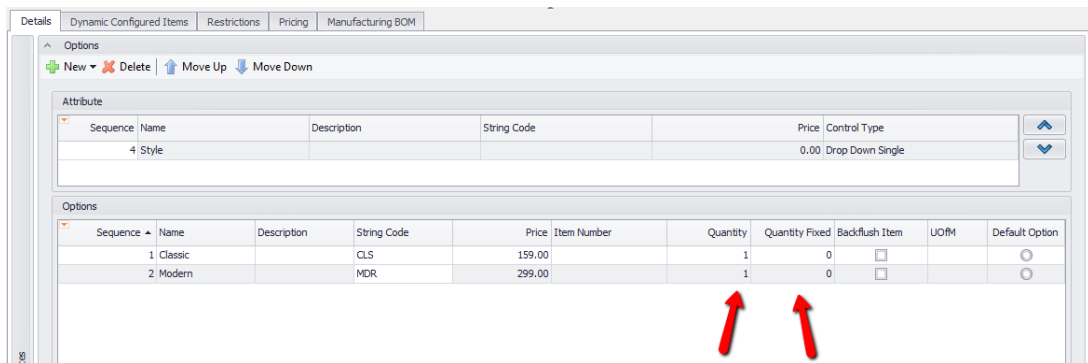 Details Dynamic Configured Items Restrictions Pricing Manufacturing BOM
Options
New Delete Move Up Move Down
Attribute
Sequence Name Description String Code Price Control Type
4 Style 0.00 Drop Down Single
Options
Sequence Name Description String Code Price Item Number Quantity Quantity Fixed Backflush Item UOfM Default Option
1 Classic CLS 159.00 1 0
2 Modern MDR 299.00 1 0